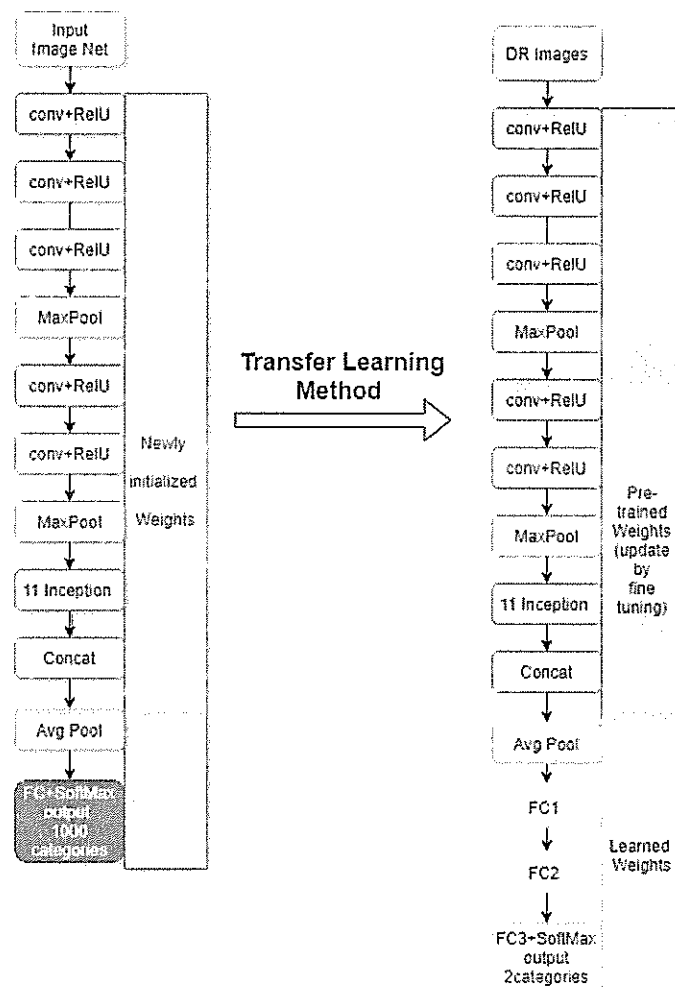 Input
Image Net
conv+RelU
conv+RelU
conv+RelU
MaxPool
conv+RelU
conv+RelU
MaxPool
11 Inception
Concat
Avg Pool
FC+SoftMax
output
1000
categories
Newly
initialized
Weights
Transfer Learning
Method
DR Images
conv+RelU
conv+RelU
conv+RelU
MaxPool
conv+RelU
conv+RelU
MaxPool
11 Inception
Concat
Avg Pool
FC1
FC2
FC3+SoftMax
output
2categories
Pre-
trained
Weights
(update
by
fine
tuning)
Learned
Weights